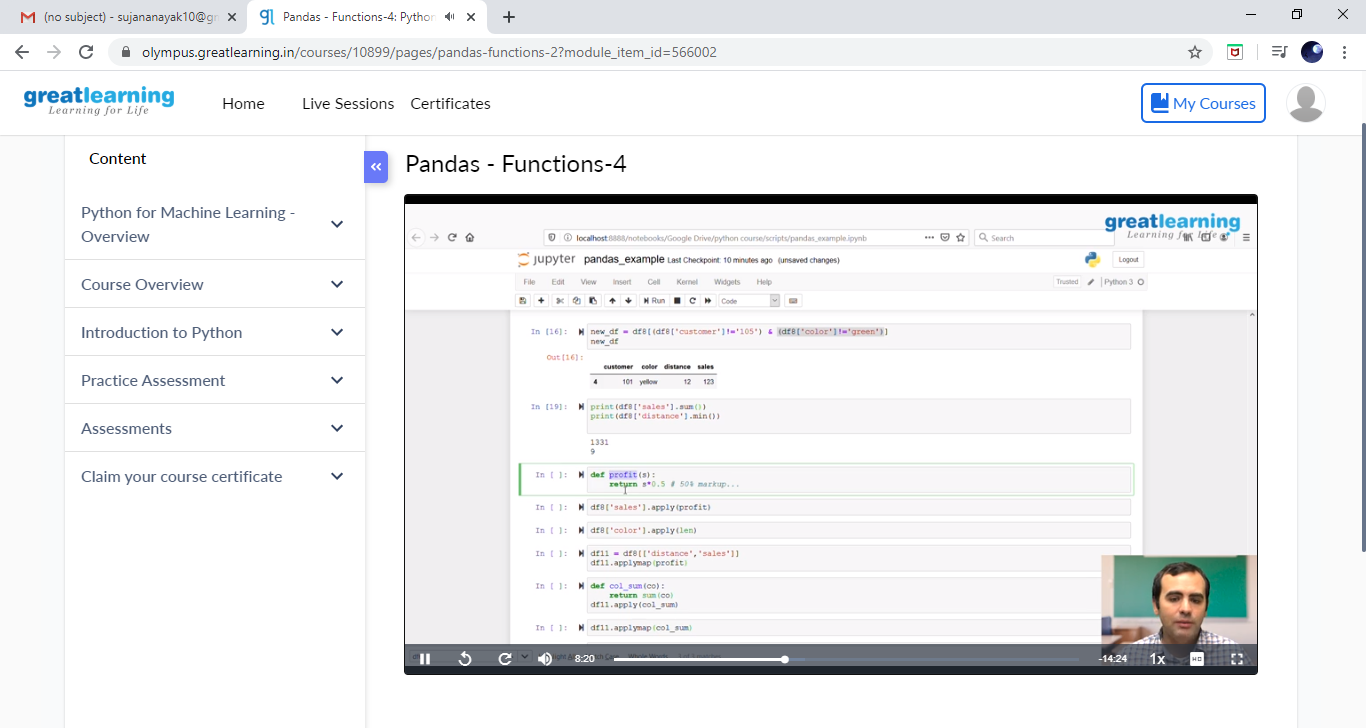 (no subject) - sujananayak10@gm
Pandas - Functions-4: Python
olympus.greatlearning.in/courses/10899/pages/pandas-functions-2?module_item_id=566002
greatlearning
Learning for Life
Home
Live Sessions
Certificates
My Courses
Content
Python for Machine Learning -
Overview
Course Overview
Introduction to Python
Practice Assessment
Assessments
Claim your course certificate
Pandas - Functions-4
greatlearning
Learning for Life
localhost:8888/notebooks/Google Drive/python course/scripts/pandas_example.ipynb
Search
jupyter pandas_example Last Checkpoint: 10 minutes ago (unsaved changes)
Logout
File Edit View Insert Cell Kernel Widgets Help
Trusted Python 3
Run Code
In [16]: new_df = df8[(df8['customer']!='105') & (df8['color']!='green')]
new_df
Out[16]:
customer color distance sales
4 101 yellow 12 123
In [19]: print(df8['sales'].sum())
print(df8['distance'].min())
1331
9
In [ ]: def profit(s):
return s*0.5 # 50% markup...
In [ ]: df8['sales'].apply(profit)
In [ ]: df8['color'].apply(len)
In [ ]: df11 = df8[['distance','sales']]
df11.applymap(profit)
In [ ]: def col_sum(co):
return sum(co)
df11.apply(col_sum)
In [ ]: df11.applymap(col_sum)
8:20
-14:24
1x
HD